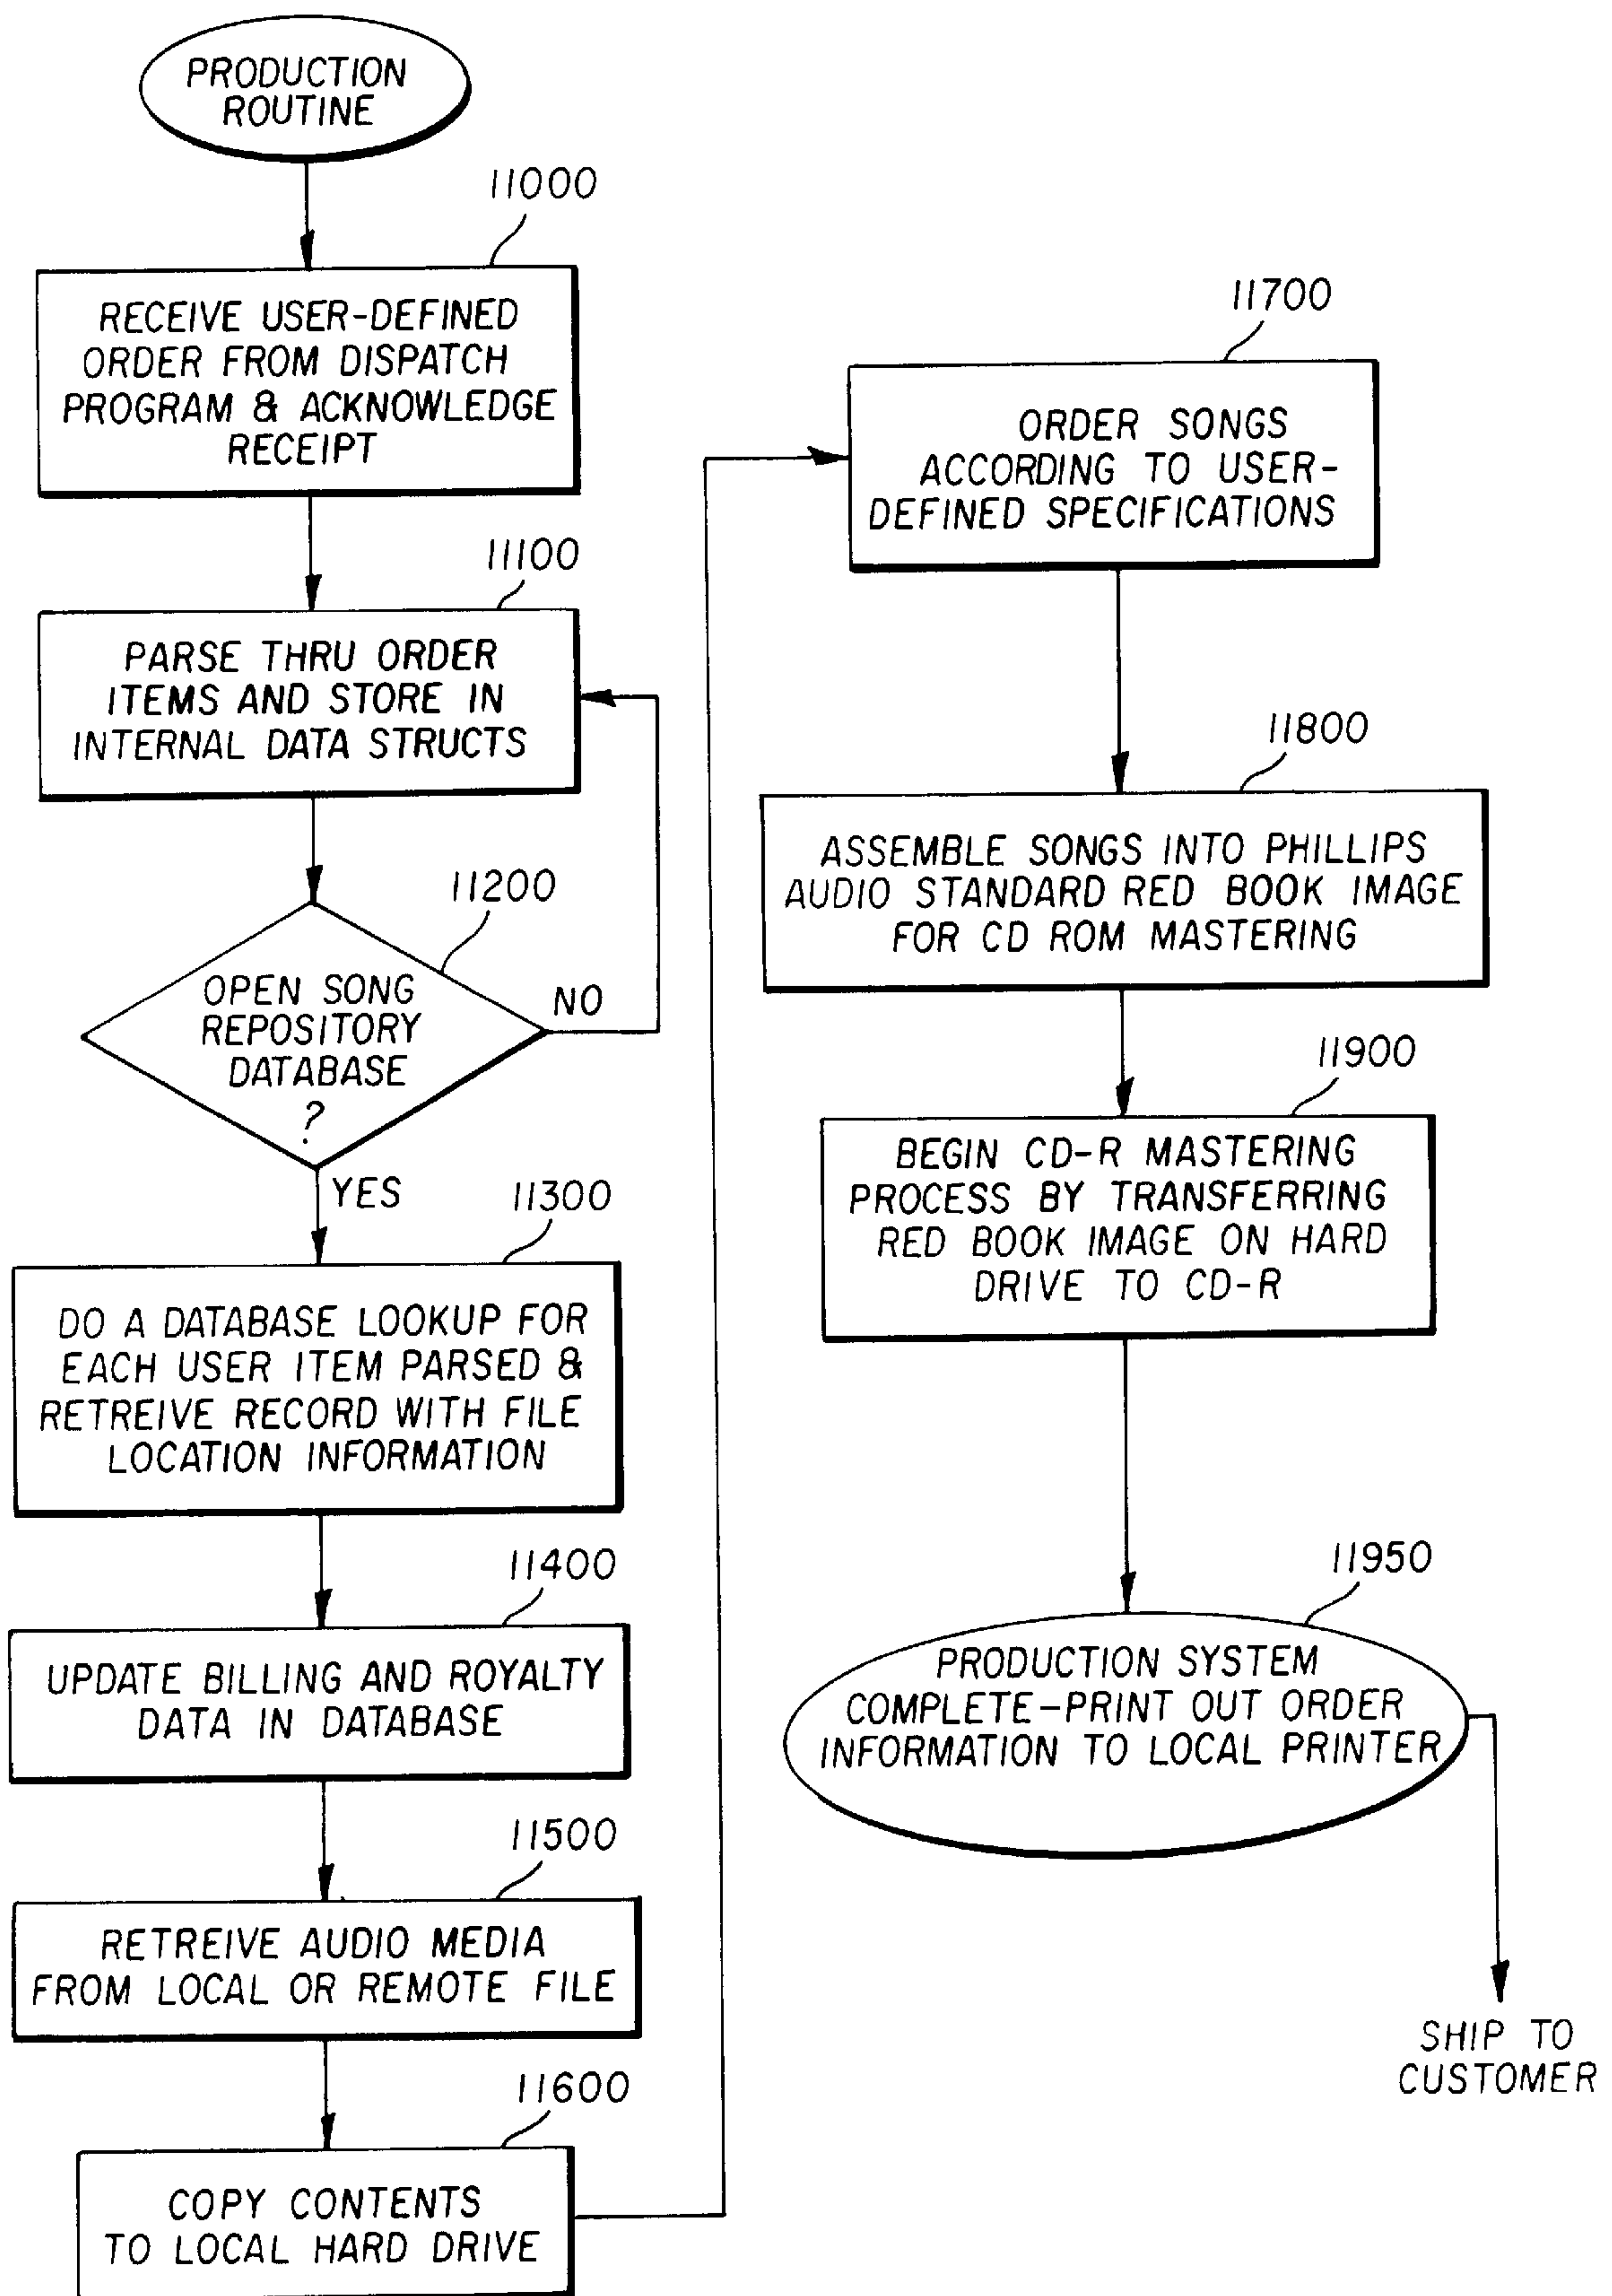 PRODUCTION
ROUTINE
11000
RECEIVE USER-DEFINED
ORDER FROM DISPATCH
PROGRAM & ACKNOWLEDGE
RECEIPT
11100
PARSE THRU ORDER
ITEMS AND STORE IN
INTERNAL DATA STRUCTS
11200
OPEN SONG
REPOSITORY
DATABASE
?
NO
YES
11300
DO A DATABASE LOOKUP FOR
EACH USER ITEM PARSED &
RETREIVE RECORD WITH FILE
LOCATION INFORMATION
11400
UPDATE BILLING AND ROYALTY
DATA IN DATABASE
11500
RETREIVE AUDIO MEDIA
FROM LOCAL OR REMOTE FILE
11600
COPY CONTENTS
TO LOCAL HARD DRIVE
11700
ORDER SONGS
ACCORDING TO USER-
DEFINED SPECIFICATIONS
11800
ASSEMBLE SONGS INTO PHILLIPS
AUDIO STANDARD RED BOOK IMAGE
FOR CD ROM MASTERING
11900
BEGIN CD-R MASTERING
PROCESS BY TRANSFERRING
RED BOOK IMAGE ON HARD
DRIVE TO CD-R
11950
PRODUCTION SYSTEM
COMPLETE-PRINT OUT ORDER
INFORMATION TO LOCAL PRINTER
SHIP TO
CUSTOMER